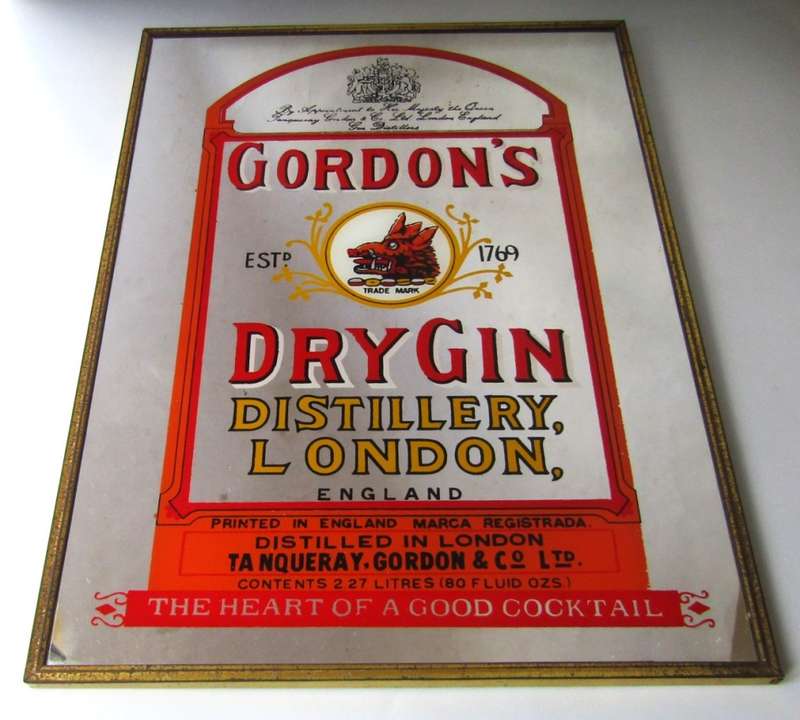 By Appointment to Her Majesty the Queen
Tanqueray Gordon & Co Ltd London England
Gin Distillers
GORDON'S
ESTD 1769
TRADE MARK
DRY GIN
DISTILLERY,
LONDON,
ENGLAND
PRINTED IN ENGLAND MARCA REGISTRADA.
DISTILLED IN LONDON
TANQUERAY, GORDON & Co LTD.
CONTENTS 2 27 LITRES (80 FLUID OZS.)
THE HEART OF A GOOD COCKTAIL